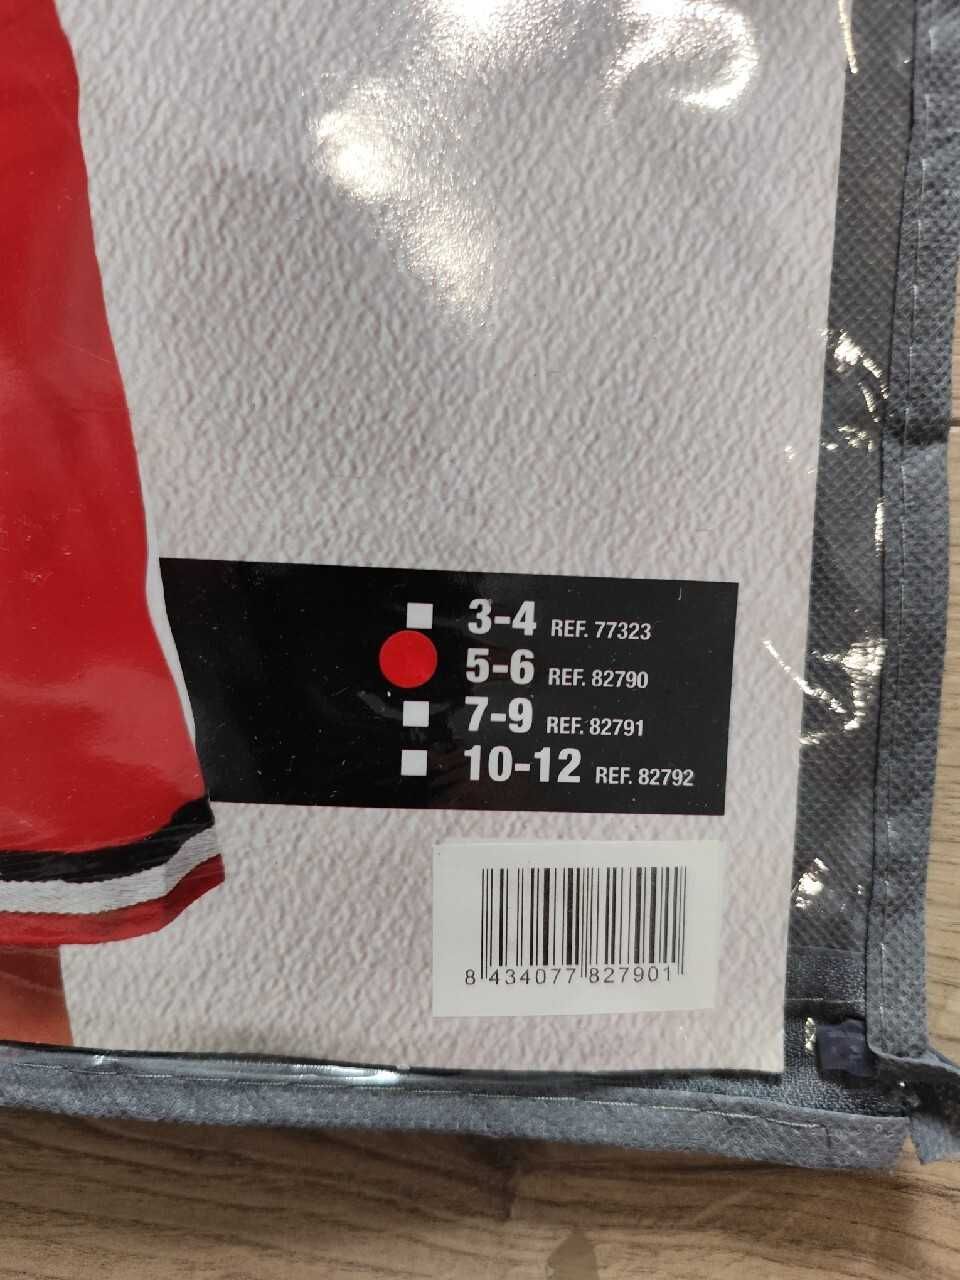 3-4 REF. 77323
5-6 REF. 82790
7-9 REF. 82791
10-12 REF. 82792
8 434077 827901